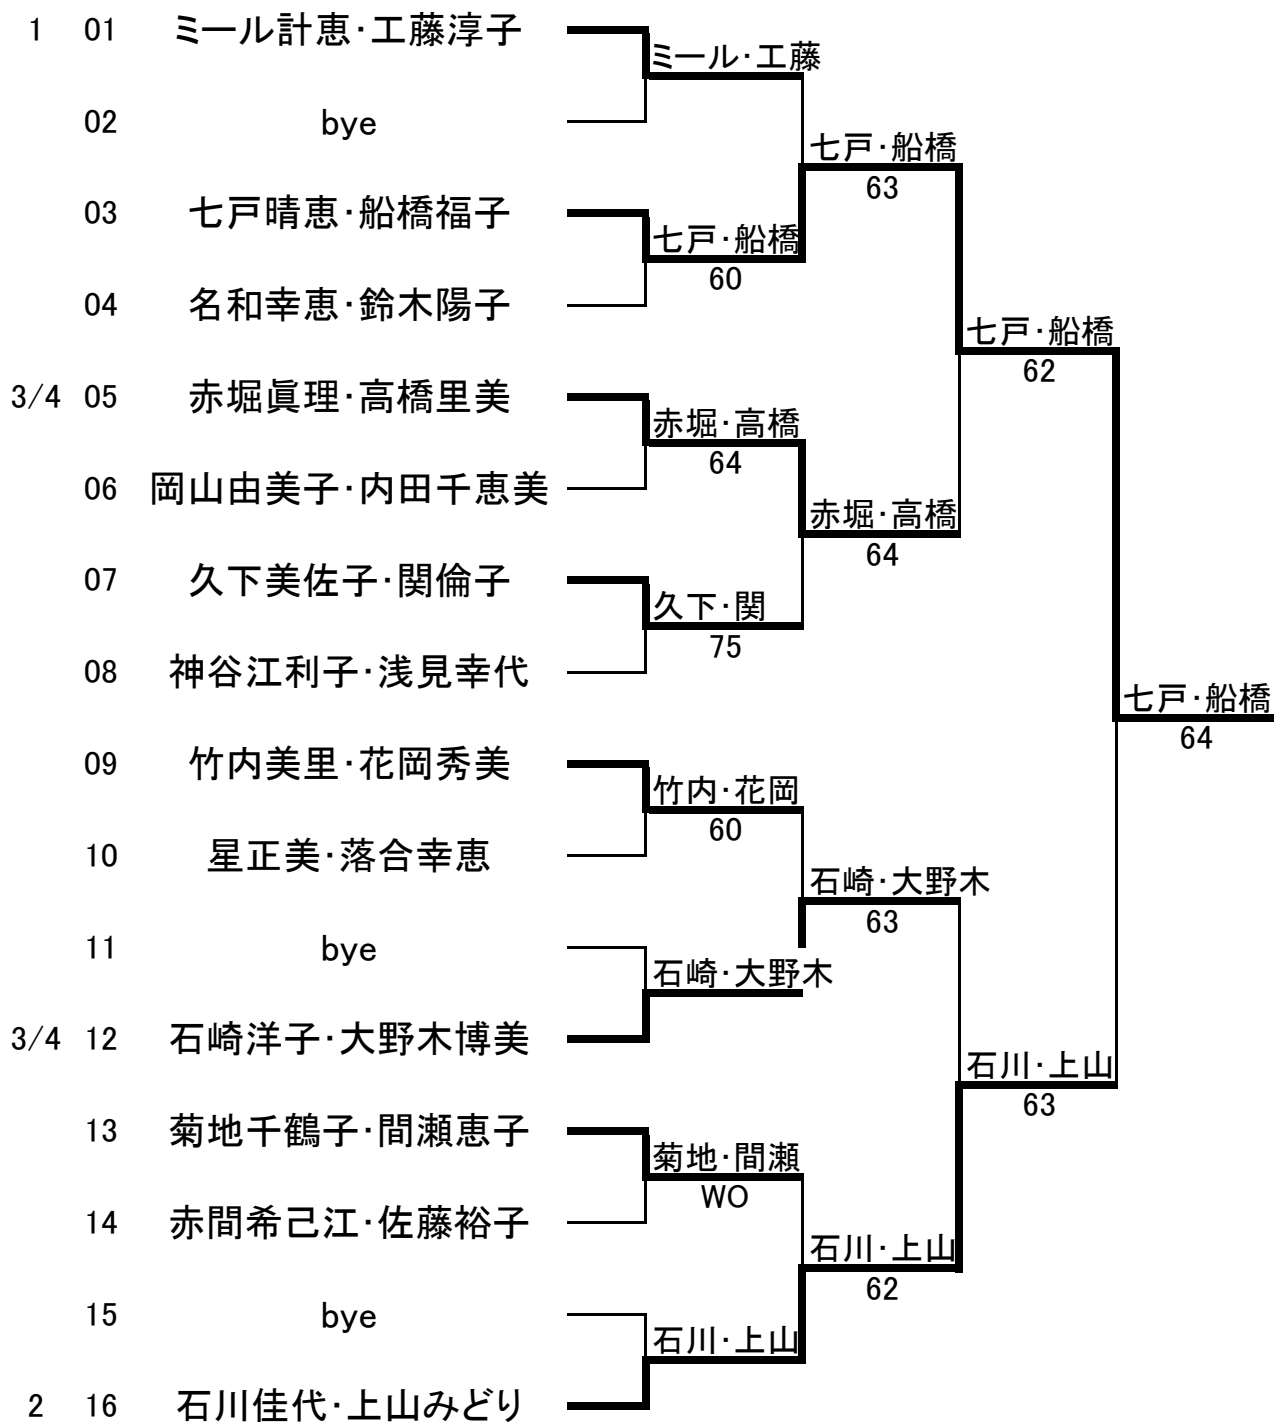 1 01 ミール計恵・工藤淳子
ミール・工藤
02 bye
七戸・船橋
63
03 七戸晴恵・船橋福子
七戸・船橋
60
04 名和幸恵・鈴木陽子
七戸・船橋
62
3/4 05 赤堀眞理・高橋里美
赤堀・高橋
64
06 岡山由美子・内田千恵美
赤堀・高橋
64
07 久下美佐子・関倫子
久下・関
75
08 神谷江利子・浅見幸代
七戸・船橋
64
09 竹内美里・花岡秀美
竹内・花岡
60
10 星正美・落合幸恵
石崎・大野木
63
11 bye
石崎・大野木
3/4 12 石崎洋子・大野木博美
石川・上山
63
13 菊地千鶴子・間瀬恵子
菊地・間瀬
WO
14 赤間希己江・佐藤裕子
石川・上山
62
15 bye
石川・上山
2 16 石川佳代・上山みどり